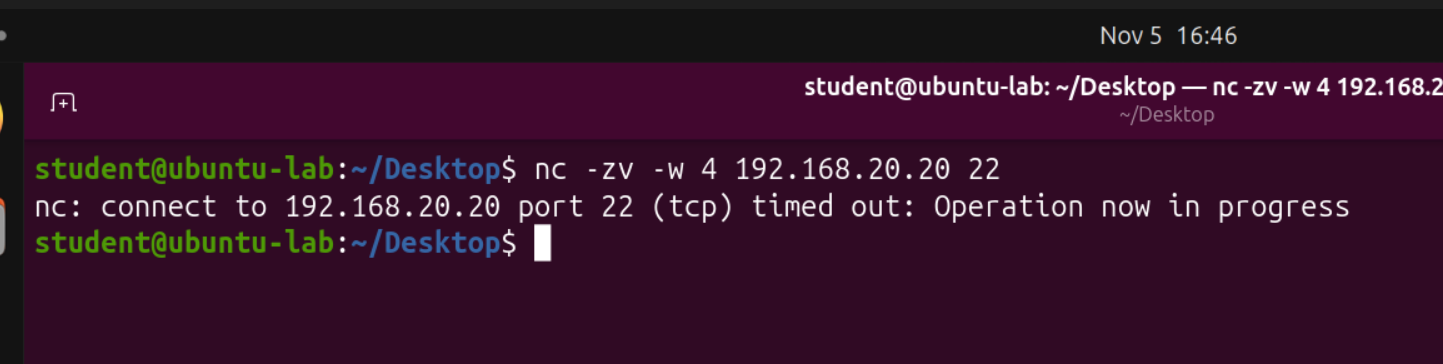 Nov 5 16:46
student@ubuntu-lab: ~/Desktop — nc -zv -w 4 192.168.2
~/Desktop
student@ubuntu-lab:~/Desktop$ nc -zv -w 4 192.168.20.20 22
nc: connect to 192.168.20.20 port 22 (tcp) timed out: Operation now in progress
student@ubuntu-lab:~/Desktop$